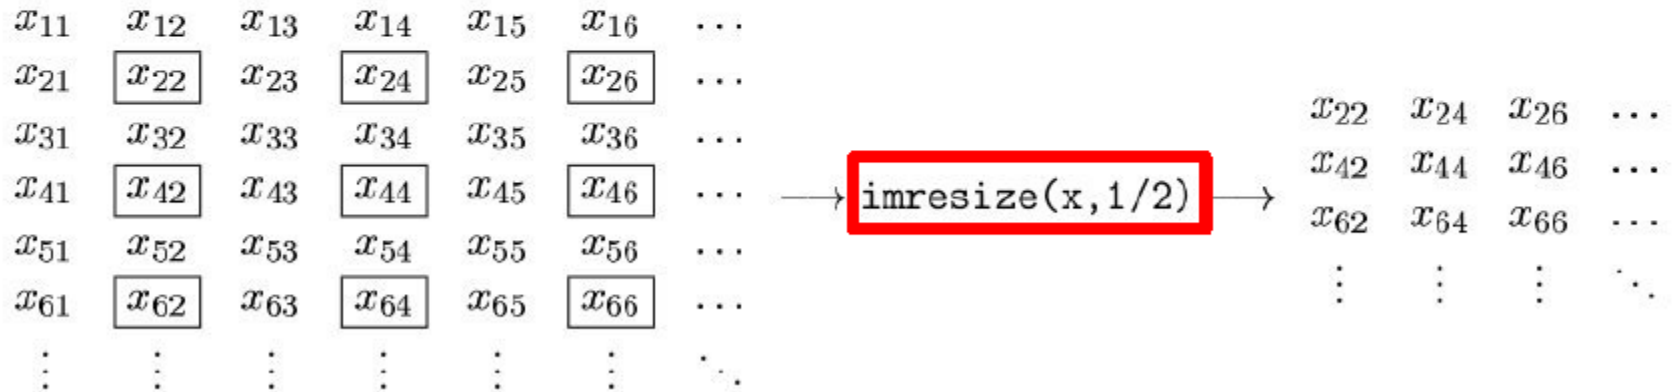 x₁₁ x₁₂ x₁₃ x₁₄ x₁₅ x₁₆ ⋯
x₂₁ x₂₂ x₂₃ x₂₄ x₂₅ x₂₆ ⋯
x₃₁ x₃₂ x₃₃ x₃₄ x₃₅ x₃₆ ⋯
x₄₁ x₄₂ x₄₃ x₄₄ x₄₅ x₄₆ ⋯
x₅₁ x₅₂ x₅₃ x₅₄ x₅₅ x₅₆ ⋯
x₆₁ x₆₂ x₆₃ x₆₄ x₆₅ x₆₆ ⋯
⋮ ⋮ ⋮ ⋮ ⋮ ⋮ ⋱
→ imresize(x,1/2) →
x₂₂ x₂₄ x₂₆ ⋯
x₄₂ x₄₄ x₄₆ ⋯
x₆₂ x₆₄ x₆₆ ⋯
⋮ ⋮ ⋮ ⋱